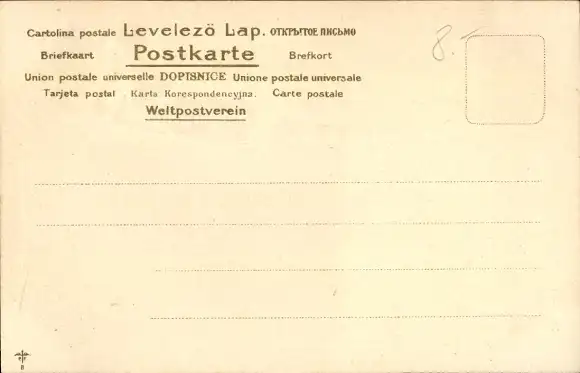 Cartolina postale Levelezö Lap. ОТКРЫТОЕ ПИСЬМО
Briefkaart Postkarte Brefkort
Union postale universelle DOPISNICE Unione postale universale
Tarjeta postal Karta Korespondencyjna. Carte postale
Weltpostverein
8.-